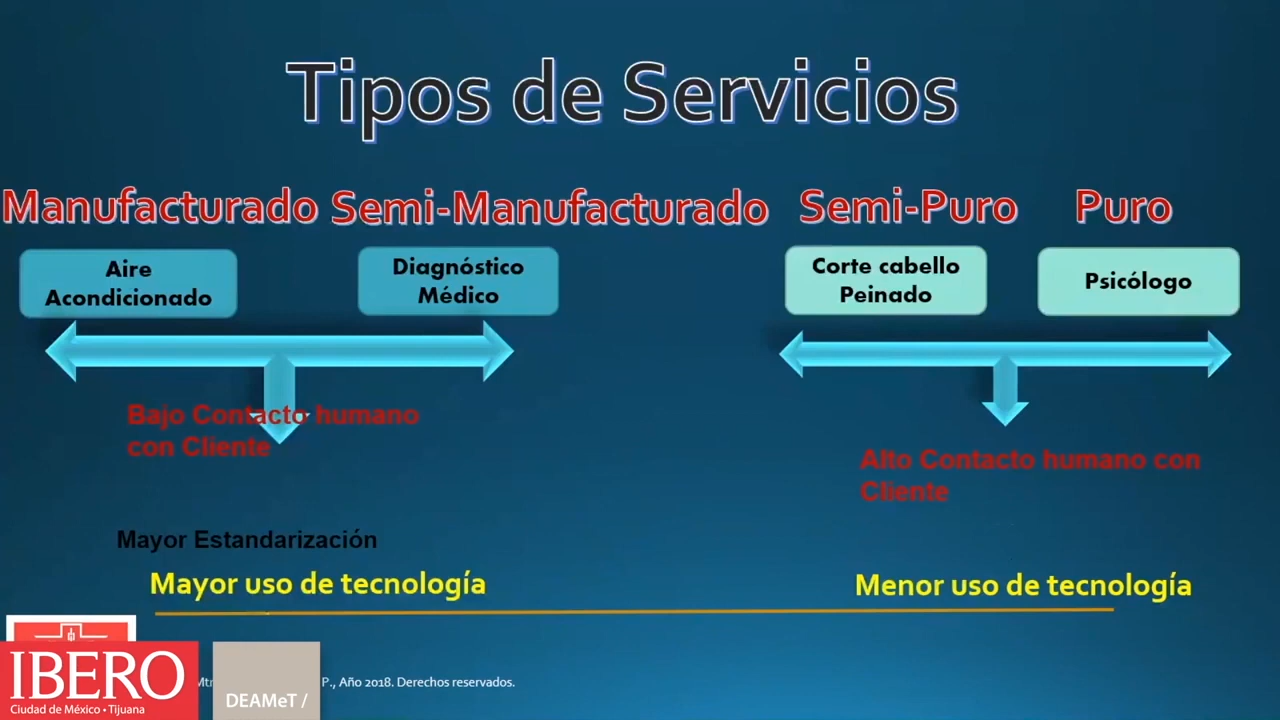 Tipos de Servicios
Manufacturado Semi-Manufacturado Semi-Puro Puro
Aire
Acondicionado
Diagnóstico
Médico
Corte cabello
Peinado
Psicólogo
Bajo Contacto humano
con Cliente
Alto Contacto humano con
Cliente
Mayor Estandarización
Mayor uso de tecnología
Menor uso de tecnología
IBERO
Ciudad de México • Tijuana
DEAMeT /
P., Año 2018. Derechos reservados.